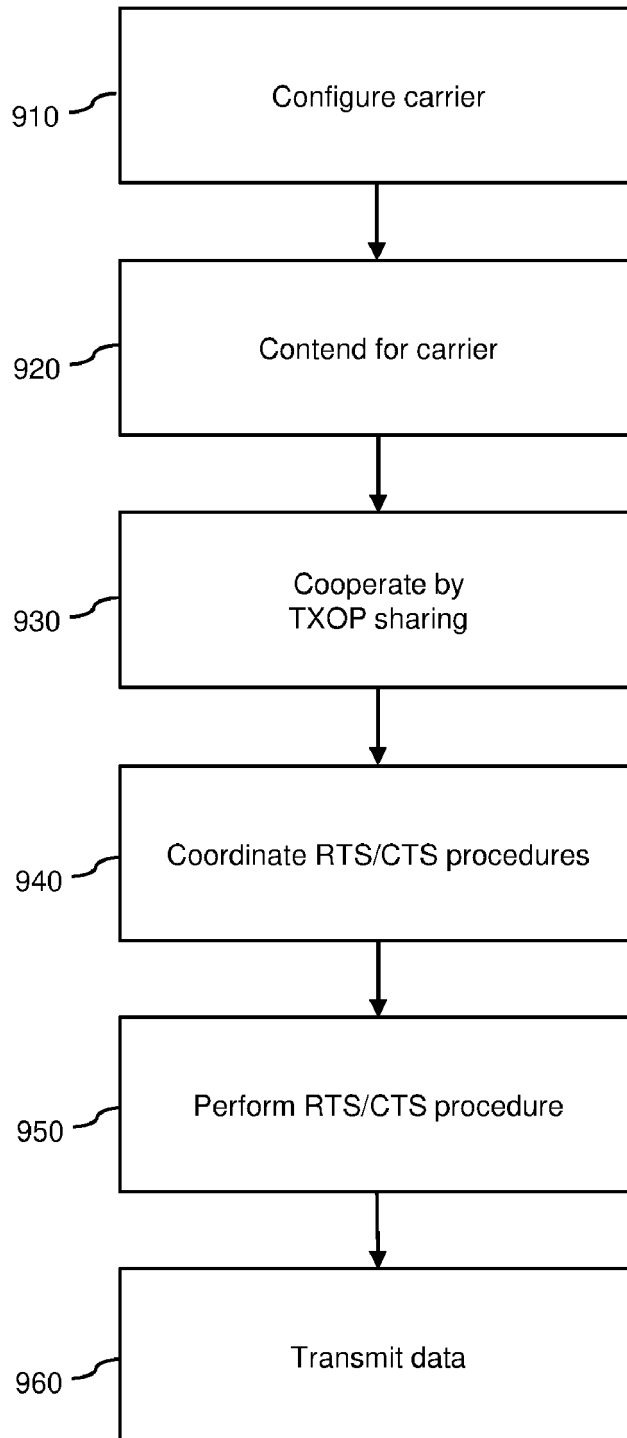 910
Configure carrier
920
Contend for carrier
930
Cooperate by
TXOP sharing
940
Coordinate RTS/CTS procedures
950
Perform RTS/CTS procedure
960
Transmit data